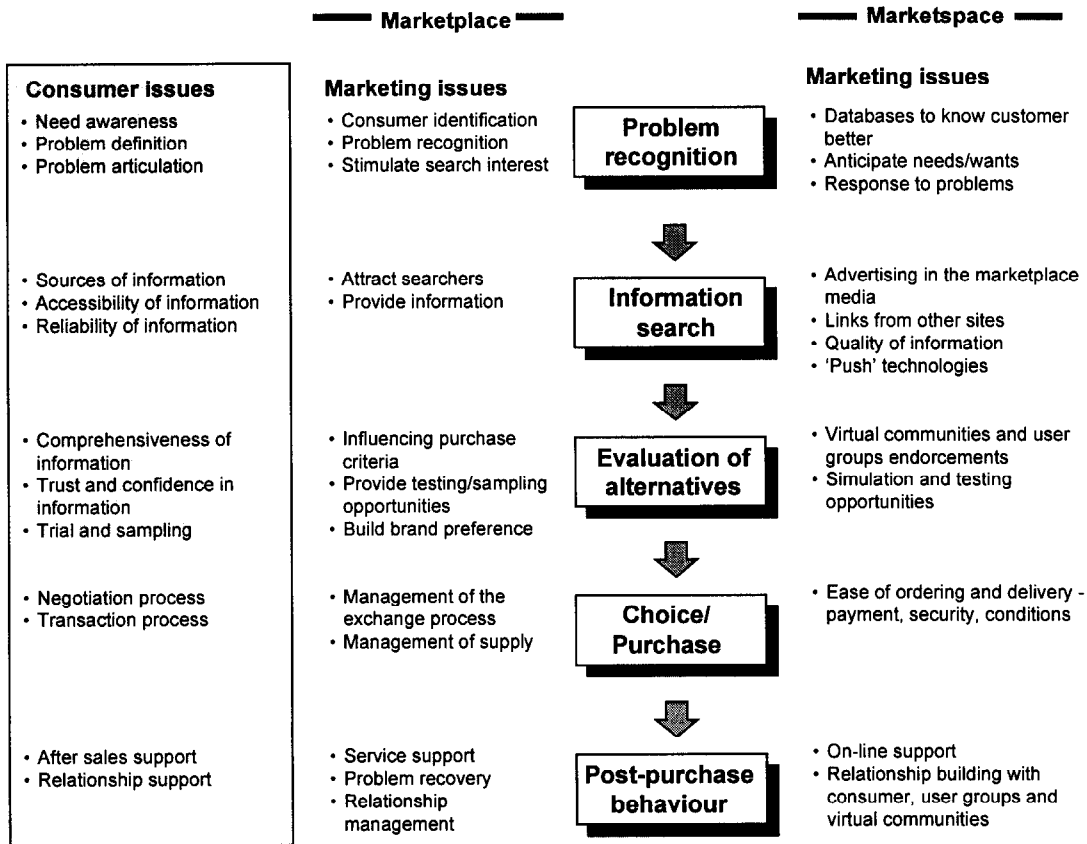 Marketplace
Marketspace
Consumer issues
• Need awareness
• Problem definition
• Problem articulation
Marketing issues
• Consumer identification
• Problem recognition
• Stimulate search interest
Problem
recognition
Marketing issues
• Databases to know customer
better
• Anticipate needs/wants
• Response to problems
• Sources of information
• Accessibility of information
• Reliability of information
• Attract searchers
• Provide information
Information
search
• Advertising in the marketplace
media
• Links from other sites
• Quality of information
• 'Push' technologies
• Comprehensiveness of
information
• Trust and confidence in
information
• Trial and sampling
• Influencing purchase
criteria
• Provide testing/sampling
opportunities
• Build brand preference
Evaluation of
alternatives
• Virtual communities and user
groups endorcements
• Simulation and testing
opportunities
• Negotiation process
• Transaction process
• Management of the
exchange process
• Management of supply
Choice/
Purchase
• Ease of ordering and delivery -
payment, security, conditions
• After sales support
• Relationship support
• Service support
• Problem recovery
• Relationship
management
Post-purchase
behaviour
• On-line support
• Relationship building with
consumer, user groups and
virtual communities